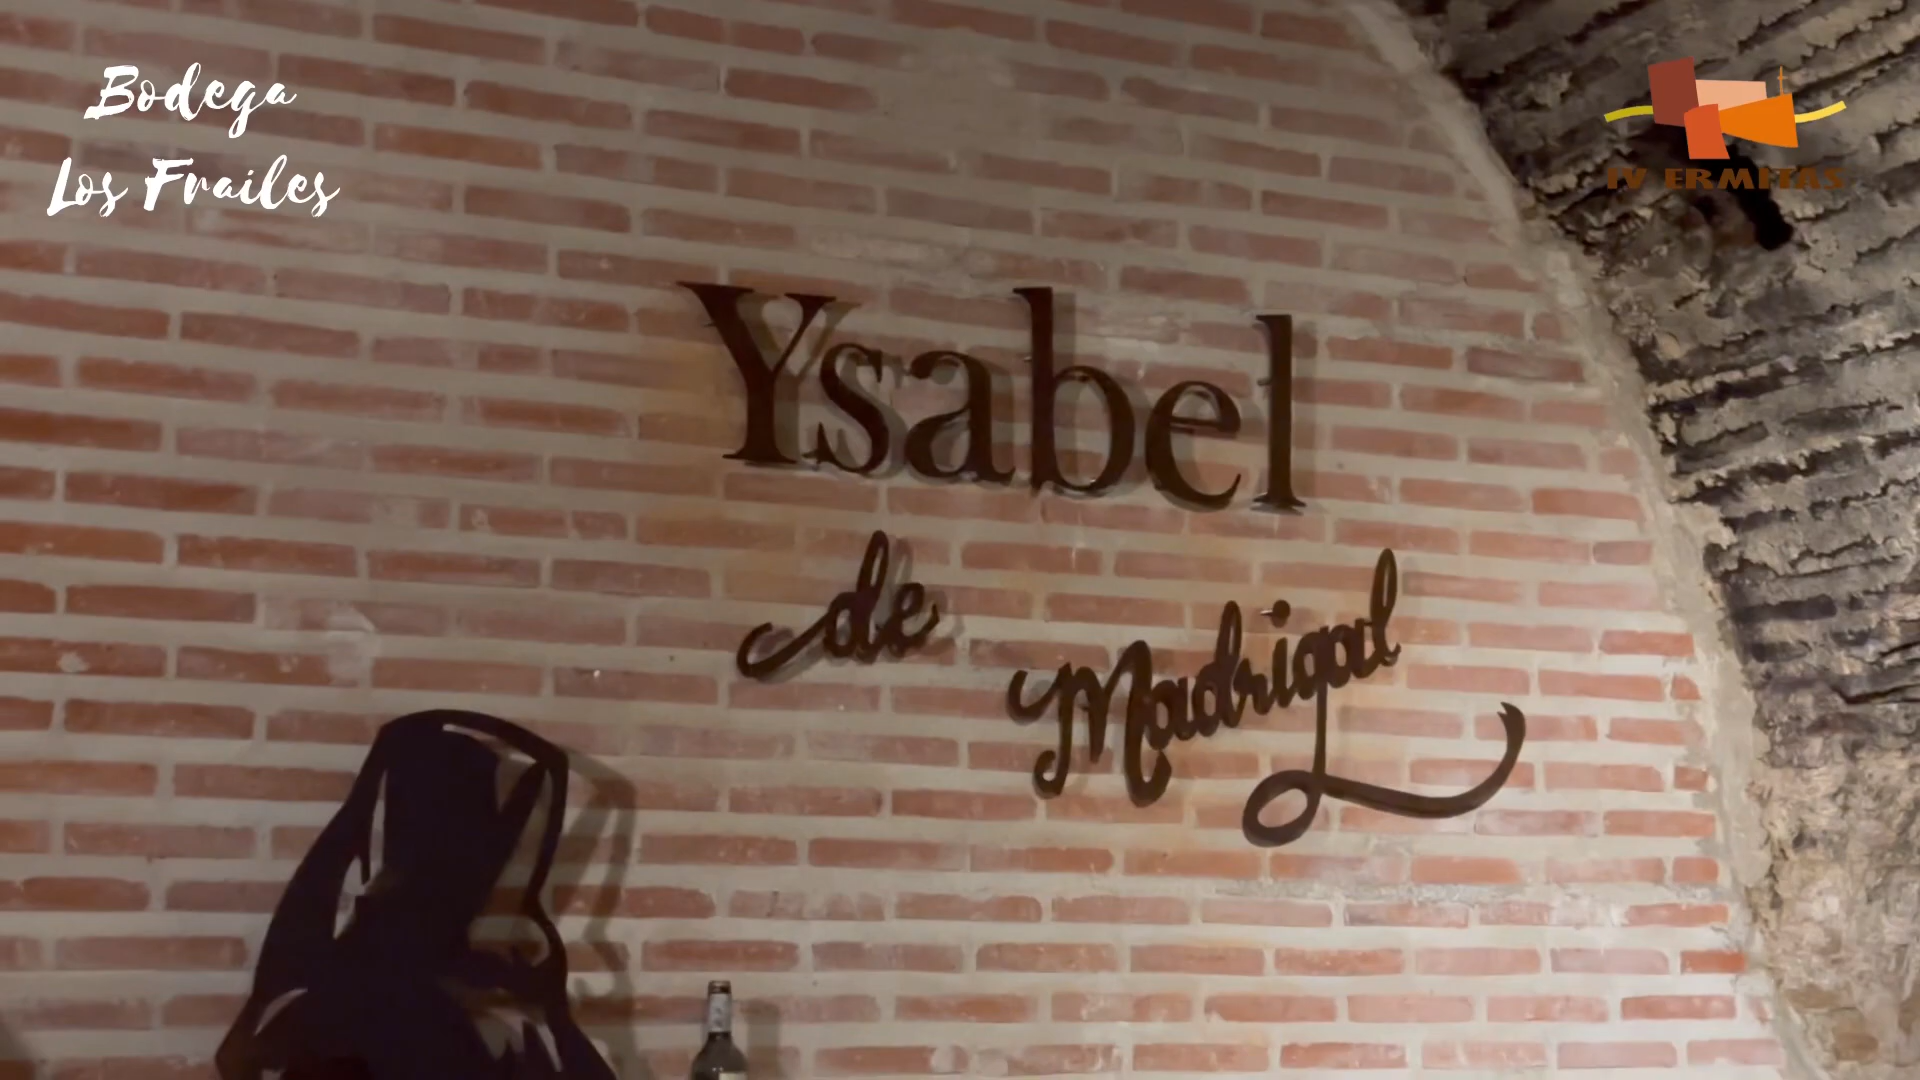 Bodega
Los Frailes
IV ERMITAS
Ysabel
de
Madrigal